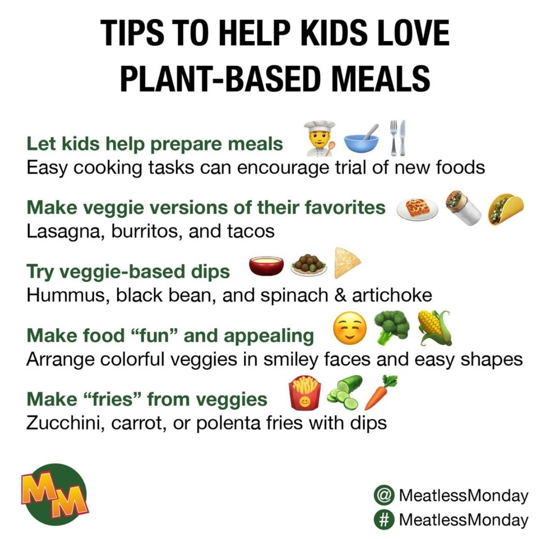 TIPS TO HELP KIDS LOVE
PLANT-BASED MEALS
Let kids help prepare meals
Easy cooking tasks can encourage trial of new foods
Make veggie versions of their favorites
Lasagna, burritos, and tacos
Try veggie-based dips
Hummus, black bean, and spinach & artichoke
Make food “fun” and appealing
Arrange colorful veggies in smiley faces and easy shapes
Make “fries” from veggies
Zucchini, carrot, or polenta fries with dips
MM
@ MeatlessMonday
# MeatlessMonday